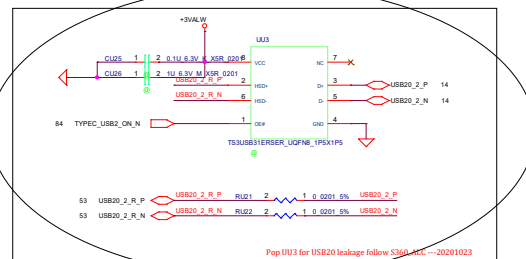 +3VALW
UU3
CU25 1 2 0.1U_6.3V_K_X5R_0201 8 VCC NC 7
CU26 1 2 1U_6.3V_M_X5R_0201
@
USB20_2_R_P 2 HSD+ D+ 3 USB20_2_P 14
USB20_2_R_N 6 HSD- D- 5 USB20_2_N 14
84 TYPEC_USB2_ON_N 1 OE# GND 4
TS3USB31ERSER_UQFN8_1P5X1P5
@
53 USB20_2_R_P USB20_2_R_P RU21 2 1 0_0201_5% USB20_2_P
53 USB20_2_R_N USB20_2_R_N RU22 2 1 0_0201_5% USB20_2_N
Pop UU3 for USB20 leakage follow S360_ALC ---20201023